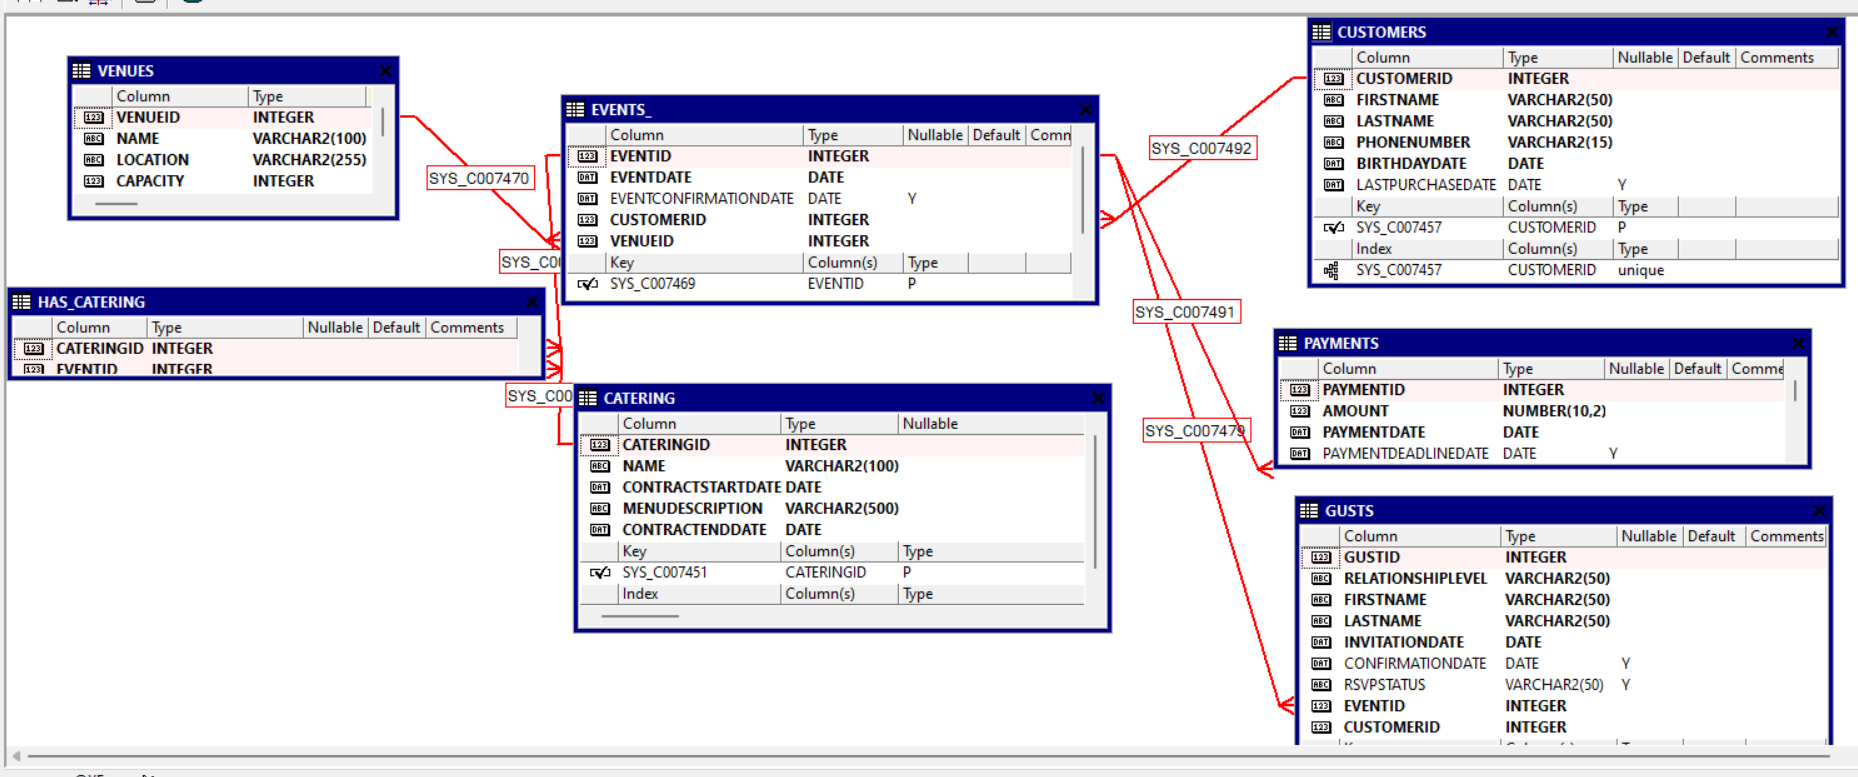 VENUES
Column Type
VENUEID INTEGER
NAME VARCHAR2(100)
LOCATION VARCHAR2(255)
CAPACITY INTEGER
SYS_C007470
EVENTS_
Column Type Nullable Default Comn
EVENTID INTEGER
EVENTDATE DATE
EVENTCONFIRMATIONDATE DATE Y
CUSTOMERID INTEGER
VENUEID INTEGER
Key Column(s) Type
SYS_C007469 EVENTID P
SYS_C007492
CUSTOMERS
Column Type Nullable Default Comments
CUSTOMERID INTEGER
FIRSTNAME VARCHAR2(50)
LASTNAME VARCHAR2(50)
PHONENUMBER VARCHAR2(15)
BIRTHDAYDATE DATE
LASTPURCHASEDATE DATE Y
Key Column(s) Type
SYS_C007457 CUSTOMERID P
Index Column(s) Type
SYS_C007457 CUSTOMERID unique
SYS_C00
HAS_CATERING
Column Type Nullable Default Comments
CATERINGID INTEGER
EVENTID INTEGER
SYS_C00
CATERING
Column Type Nullable
CATERINGID INTEGER
NAME VARCHAR2(100)
CONTRACTSTARTDATE DATE
MENUDESCRIPTION VARCHAR2(500)
CONTRACTENDDATE DATE
Key Column(s) Type
SYS_C007451 CATERINGID P
Index Column(s) Type
SYS_C007491
PAYMENTS
Column Type Nullable Default Comme
PAYMENTID INTEGER
AMOUNT NUMBER(10,2)
PAYMENTDATE DATE
PAYMENTDEADLINEDATE DATE Y
SYS_C007479
GUSTS
Column Type Nullable Default Comments
GUSTID INTEGER
RELATIONSHIPLEVEL VARCHAR2(50)
FIRSTNAME VARCHAR2(50)
LASTNAME VARCHAR2(50)
INVITATIONDATE DATE
CONFIRMATIONDATE DATE Y
RSVPSTATUS VARCHAR2(50) Y
EVENTID INTEGER
CUSTOMERID INTEGER